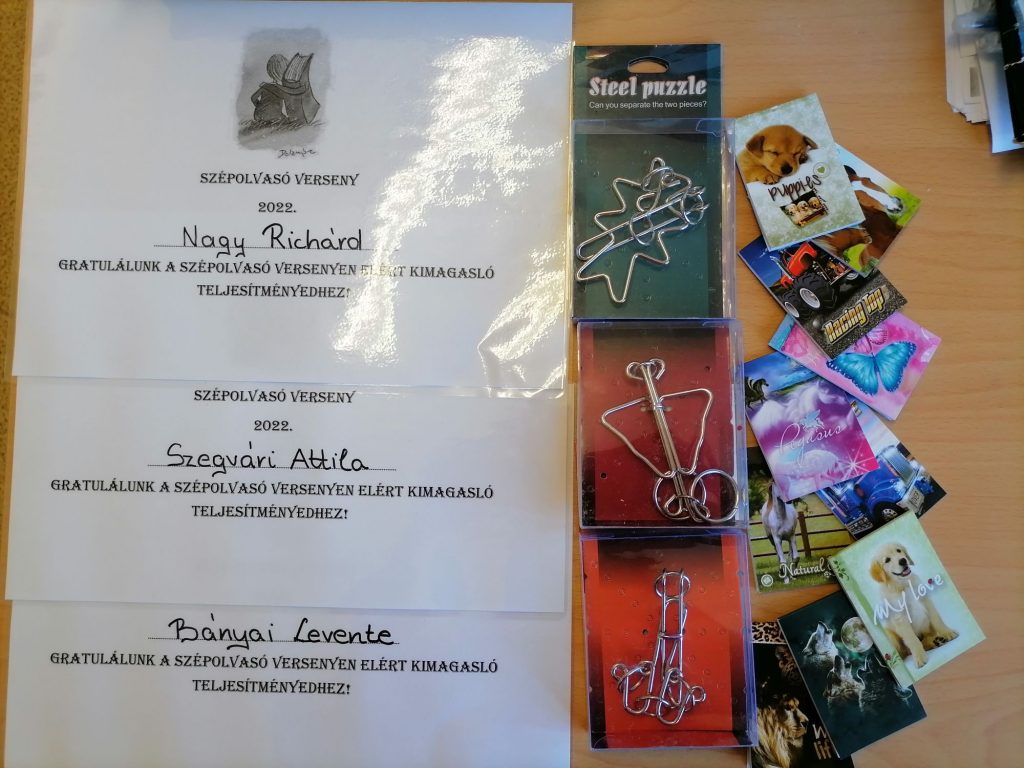 SZÉPOLVASÓ VERSENY
2022.
Nagy Richárd
GRATULÁLUNK A SZÉPOLVASÓ VERSENYEN ELÉRT KIMAGASLÓ
TELJESÍTMÉNYEDHEZ!
SZÉPOLVASÓ VERSENY
2022.
Szegvári Attila
GRATULÁLUNK A SZÉPOLVASÓ VERSENYEN ELÉRT KIMAGASLÓ
TELJESÍTMÉNYEDHEZ!
Bányai Levente
GRATULÁLUNK A SZÉPOLVASÓ VERSENYEN ELÉRT KIMAGASLÓ
TELJESÍTMÉNYEDHEZ!
Steel puzzle
Can you separate the two pieces?
puppies
Racing Top
Pegasus
Natural
My love